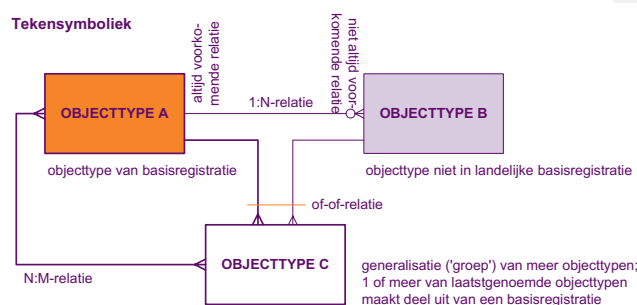 Tekensymboliek
altijd voorko-
mende relatie
niet altijd voor-
komende relatie
OBJECTTYPE A
1:N-relatie
OBJECTTYPE B
objecttype van basisregistratie
objecttype niet in landelijke basisregistratie
of-of-relatie
OBJECTTYPE C
N:M-relatie
generalisatie ('groep') van meer objecttypen;
1 of meer van laatstgenoemde objecttypen
maakt deel uit van een basisregistratie